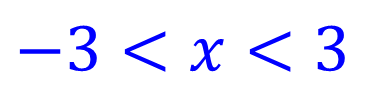 −3 < 𝑥 < 3